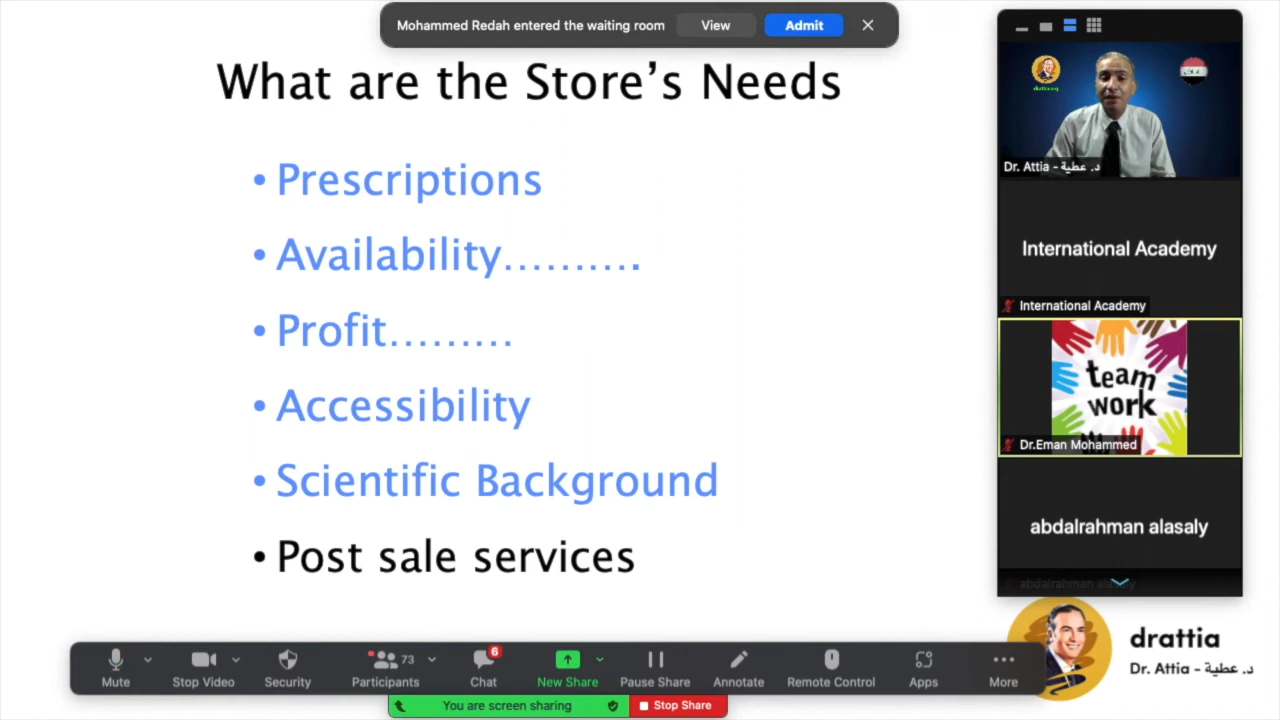 Mohammed Redah entered the waiting room
View
Admit
What are the Store’s Needs
• Prescriptions
• Availability……….
• Profit………
• Accessibility
• Scientific Background
• Post sale services
Dr. Attia - د. عطية
International Academy
International Academy
team
work
Dr.Eman Mohammed
abdalrahman alasaly
abdalrahman alasaly
drattia
Dr. Attia - د. عطية
Mute
Stop Video
Security
73
Participants
6
Chat
New Share
Pause Share
Annotate
Remote Control
Apps
More
You are screen sharing
Stop Share